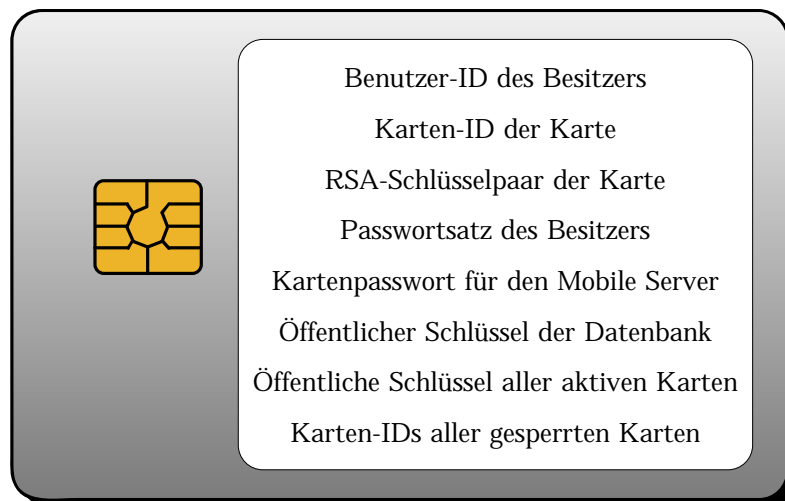 Benutzer-ID des Besitzers
Karten-ID der Karte
RSA-Schlüsselpaar der Karte
Passwortsatz des Besitzers
Kartenpasswort für den Mobile Server
Öffentlicher Schlüssel der Datenbank
Öffentliche Schlüssel aller aktiven Karten
Karten-IDs aller gesperrten Karten